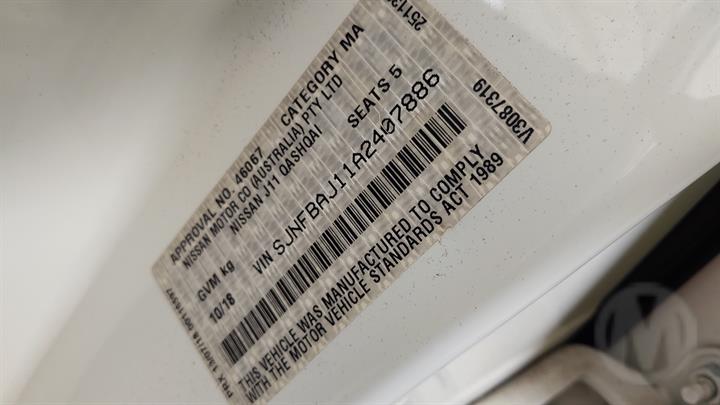 APPROVAL NO. 46067 CATEGORY MA
NISSAN MOTOR CO (AUSTRALIA) PTY LTD
NISSAN J11 QASHQAI
GVM kg SEATS 5
10/18 VIN SJNFBAJ11A2407886
THIS VEHICLE WAS MANUFACTURED TO COMPLY
WITH THE MOTOR VEHICLE STANDARDS ACT 1989
V3087319
M